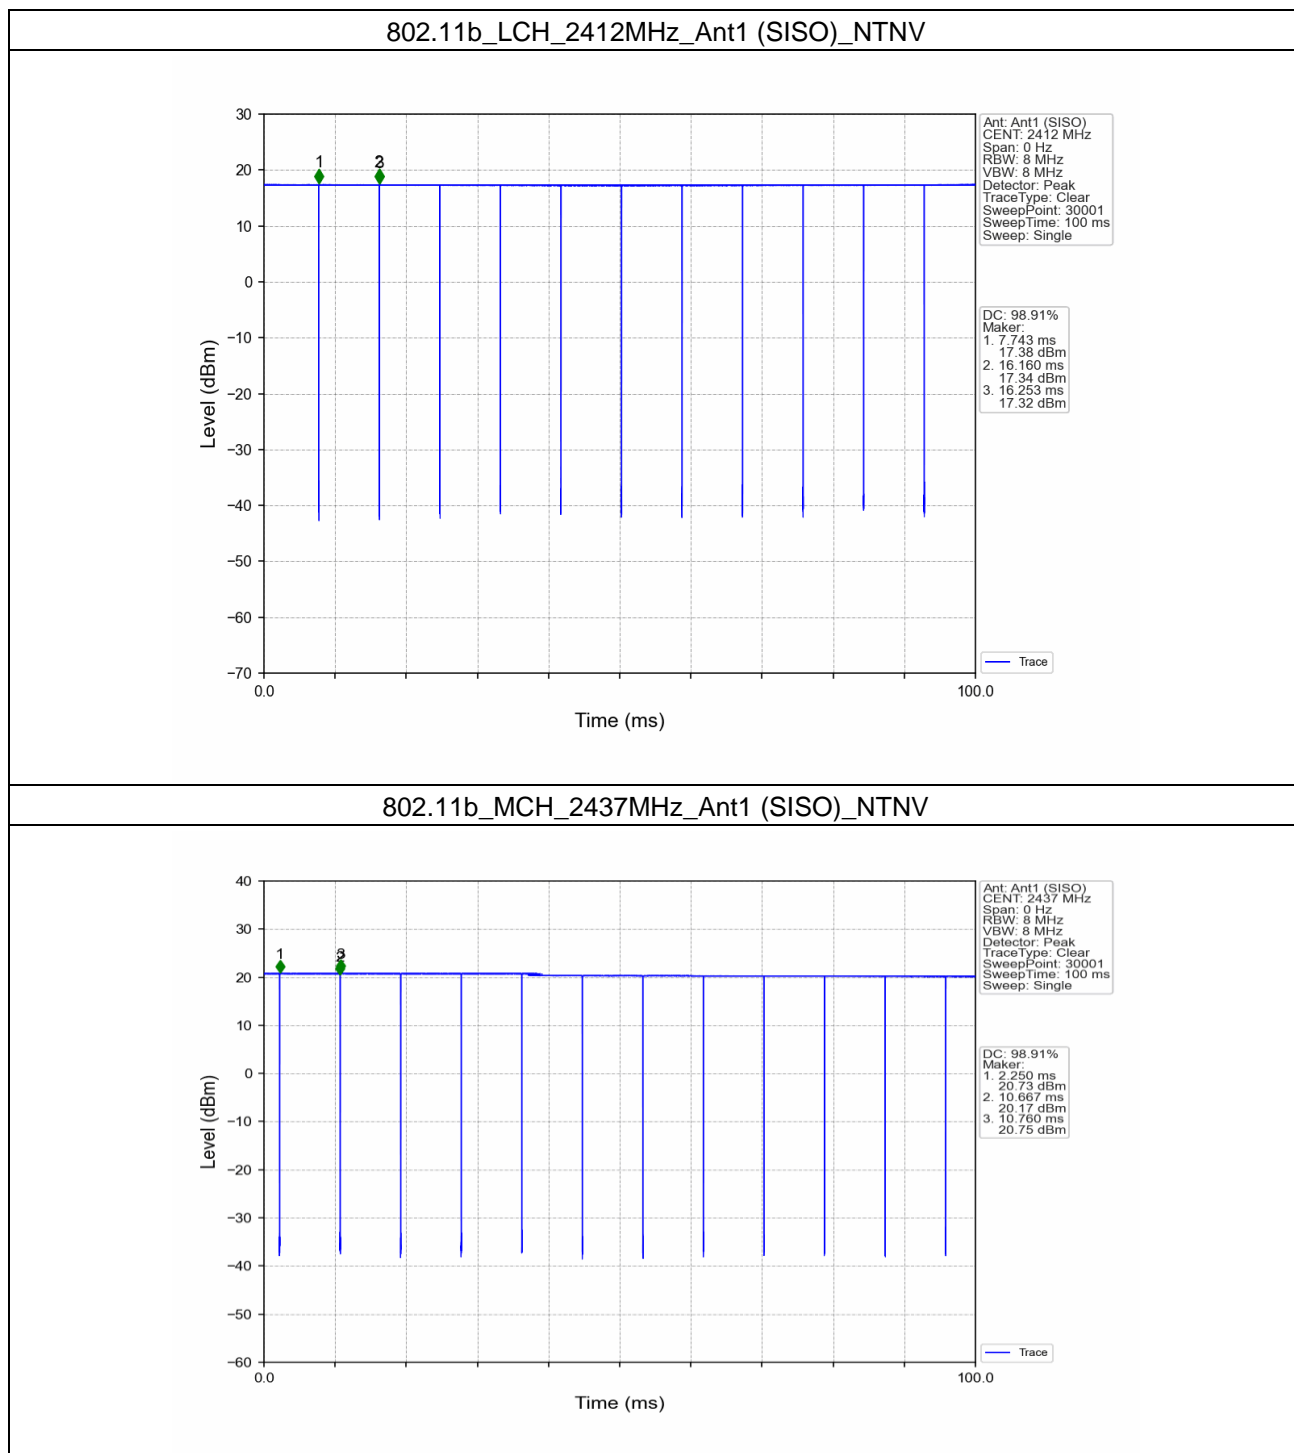 802.11b_LCH_2412MHz_Ant1 (SISO)_NTNV
30
20
10
0
−10
−20
−30
−40
−50
−60
−70
Level (dBm)
1
2
3
0.0
100.0
Time (ms)
Ant: Ant1 (SISO)
CENT: 2412 MHz
Span: 0 Hz
RBW: 8 MHz
VBW: 8 MHz
Detector: Peak
TraceType: Clear
SweepPoint: 30001
SweepTime: 100 ms
Sweep: Single
DC: 98.91%
Maker:
1. 7.743 ms
17.38 dBm
2. 16.160 ms
17.34 dBm
3. 16.253 ms
17.32 dBm
Trace
802.11b_MCH_2437MHz_Ant1 (SISO)_NTNV
40
30
20
10
0
−10
−20
−30
−40
−50
−60
Level (dBm)
1
2
3
0.0
100.0
Time (ms)
Ant: Ant1 (SISO)
CENT: 2437 MHz
Span: 0 Hz
RBW: 8 MHz
VBW: 8 MHz
Detector: Peak
TraceType: Clear
SweepPoint: 30001
SweepTime: 100 ms
Sweep: Single
DC: 98.91%
Maker:
1. 2.250 ms
20.73 dBm
2. 10.667 ms
20.17 dBm
3. 10.760 ms
20.75 dBm
Trace